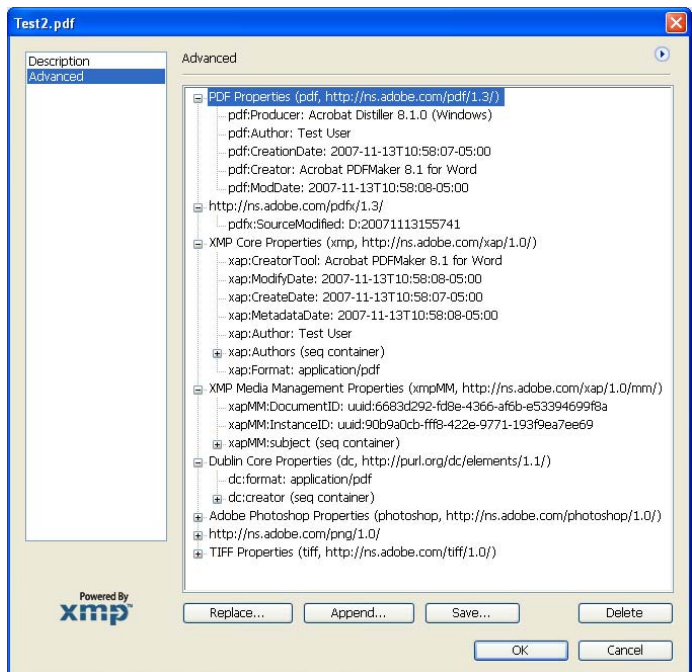 Test2.pdf
Description
Advanced
Advanced
PDF Properties (pdf, http://ns.adobe.com/pdf/1.3/)
pdf:Producer: Acrobat Distiller 8.1.0 (Windows)
pdf:Author: Test User
pdf:CreationDate: 2007-11-13T10:58:07-05:00
pdf:Creator: Acrobat PDFMaker 8.1 for Word
pdf:ModDate: 2007-11-13T10:58:08-05:00
http://ns.adobe.com/pdfx/1.3/
pdfx:SourceModified: D:20071113155741
XMP Core Properties (xmp, http://ns.adobe.com/xap/1.0/)
xap:CreatorTool: Acrobat PDFMaker 8.1 for Word
xap:ModifyDate: 2007-11-13T10:58:08-05:00
xap:CreateDate: 2007-11-13T10:58:07-05:00
xap:MetadataDate: 2007-11-13T10:58:08-05:00
xap:Author: Test User
xap:Authors (seq container)
xap:Format: application/pdf
XMP Media Management Properties (xmpMM, http://ns.adobe.com/xap/1.0/mm/)
xapMM:DocumentID: uuid:6683d292-fd8e-4366-af6b-e53394699f8a
xapMM:InstanceID: uuid:90b9a0cb-fff8-422e-9771-193f9ea7ee69
xapMM:subject (seq container)
Dublin Core Properties (dc, http://purl.org/dc/elements/1.1/)
dc:format: application/pdf
dc:creator (seq container)
Adobe Photoshop Properties (photoshop, http://ns.adobe.com/photoshop/1.0/)
http://ns.adobe.com/png/1.0/
TIFF Properties (tiff, http://ns.adobe.com/tiff/1.0/)
Powered By
xmp
Replace... Append... Save... Delete
OK Cancel